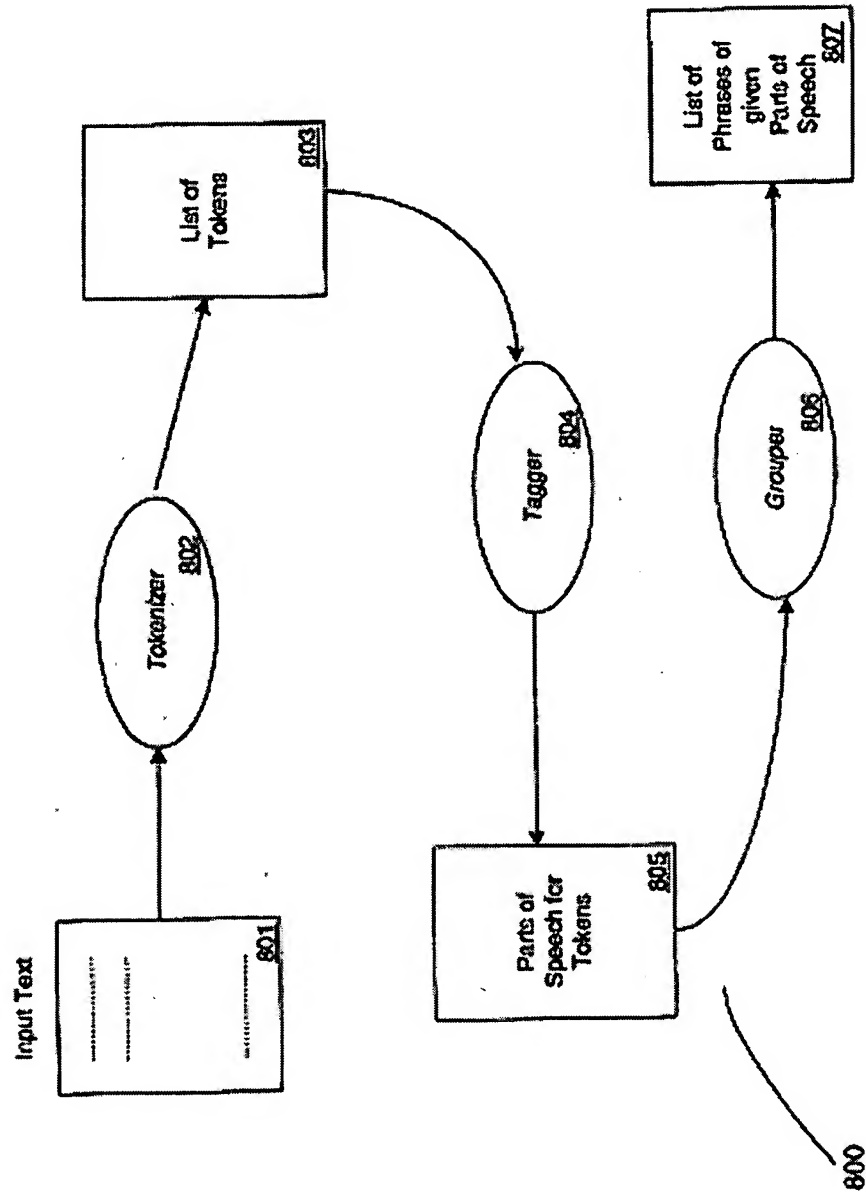 Input Text
801
Tokenizer
802
List of
Tokens
803
Tagger
804
Parts of
Speech for
Tokens
805
Grouper
806
List of
Phrases of
given
Parts of
Speech
807
800